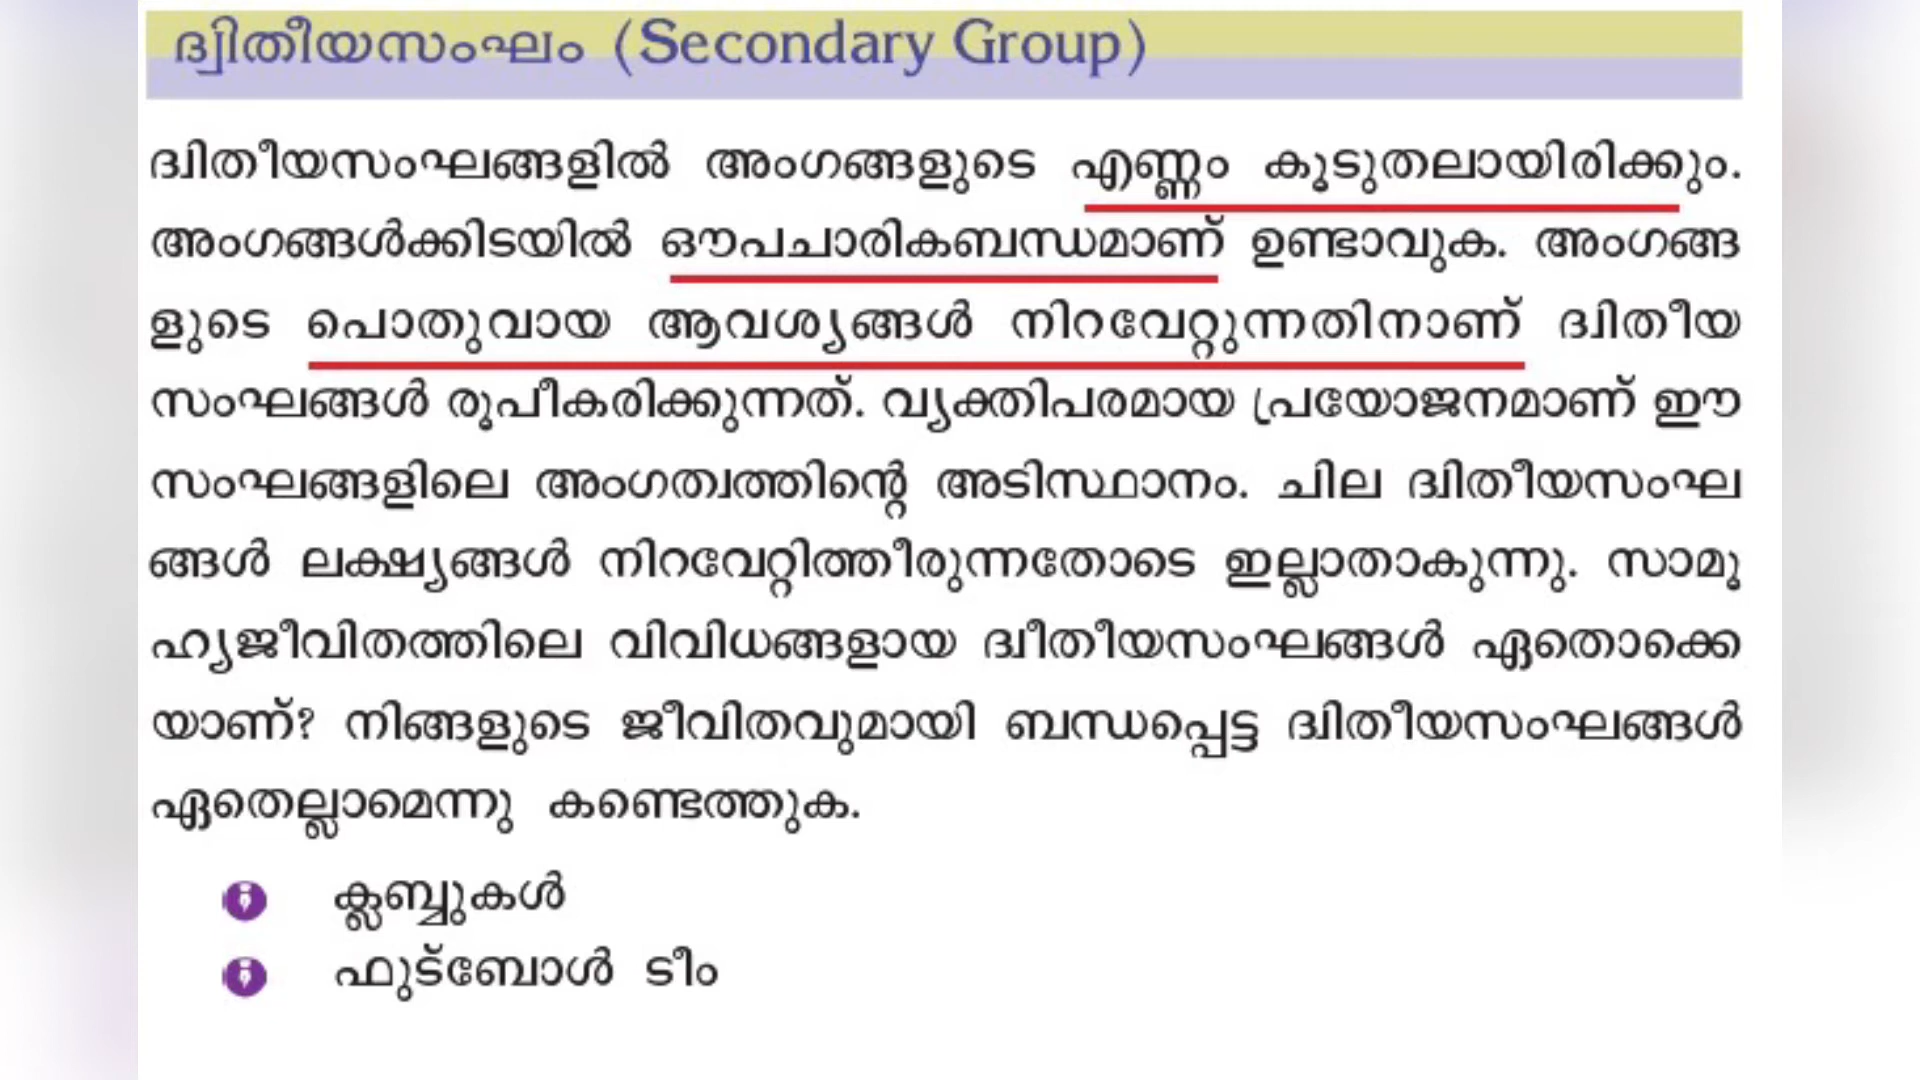 ദ്വിതീയസംഘം (Secondary Group)
ദ്വിതീയസംഘങ്ങളിൽ അംഗങ്ങളുടെ എണ്ണം കൂടുതലായിരിക്കും.
അംഗങ്ങൾക്കിടയിൽ ഔപചാരികബന്ധമാണ് ഉണ്ടാവുക. അംഗങ്ങ
ളുടെ പൊതുവായ ആവശ്യങ്ങൾ നിറവേറ്റുന്നതിനാണ് ദ്വിതീയ
സംഘങ്ങൾ രൂപീകരിക്കുന്നത്. വ്യക്തിപരമായ പ്രയോജനമാണ് ഈ
സംഘങ്ങളിലെ അംഗത്വത്തിന്റെ അടിസ്ഥാനം. ചില ദ്വിതീയസംഘ
ങ്ങൾ ലക്ഷ്യങ്ങൾ നിറവേറ്റിത്തീരുന്നതോടെ ഇല്ലാതാകുന്നു. സാമൂ
ഹ്യജീവിതത്തിലെ വിവിധങ്ങളായ ദ്വീതീയസംഘങ്ങൾ ഏതൊക്കെ
യാണ്? നിങ്ങളുടെ ജീവിതവുമായി ബന്ധപ്പെട്ട ദ്വിതീയസംഘങ്ങൾ
ഏതെല്ലാമെന്നു കണ്ടെത്തുക.
ക്ലബ്ബുകൾ
ഫുട്ബോൾ ടീം